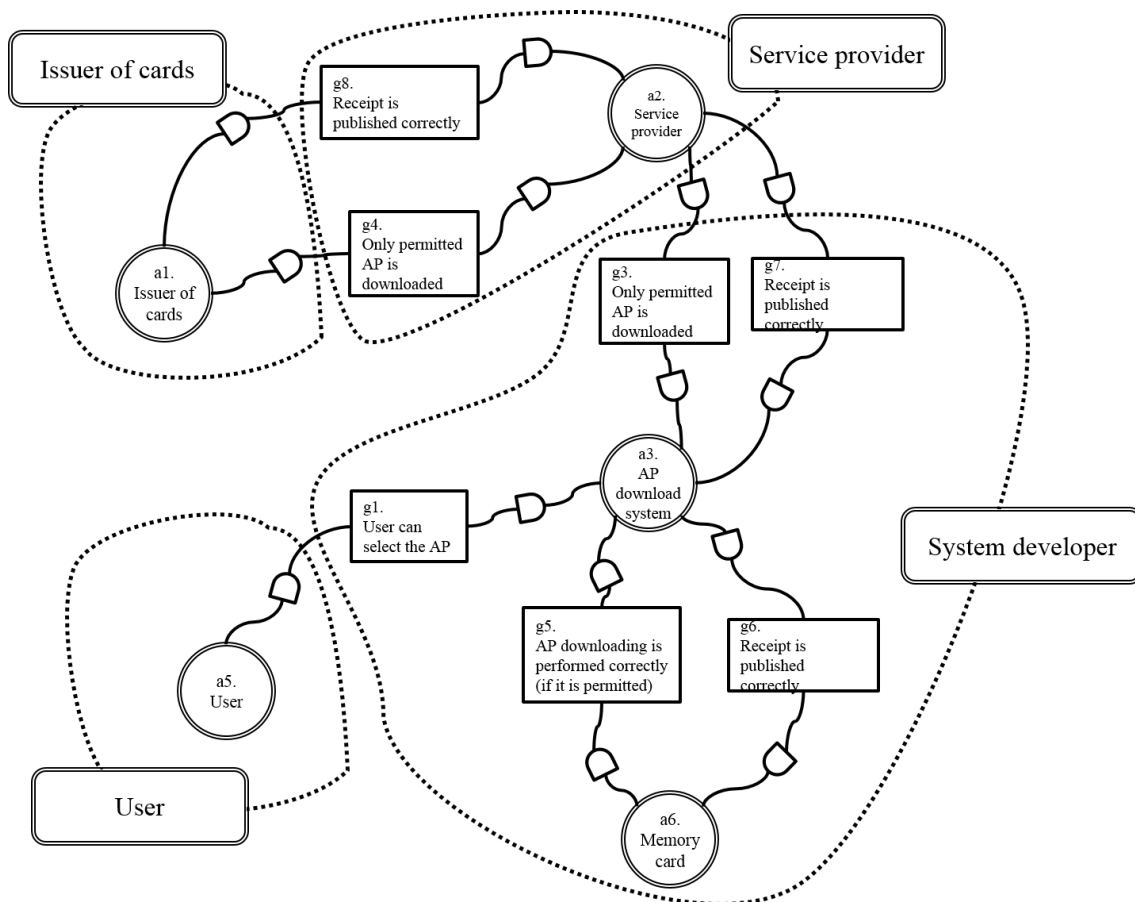 Issuer of cards
Service provider
g8.
Receipt is
published correctly
a2.
Service
provider
g4.
Only permitted
AP is
downloaded
a1.
Issuer of
cards
g3.
Only permitted
AP is
downloaded
g7.
Receipt is
published
correctly
a3.
AP
download
system
g1.
User can
select the AP
System developer
g5.
AP downloading is
performed correctly
(if it is permitted)
g6.
Receipt is
published
correctly
a5.
User
User
a6.
Memory
card